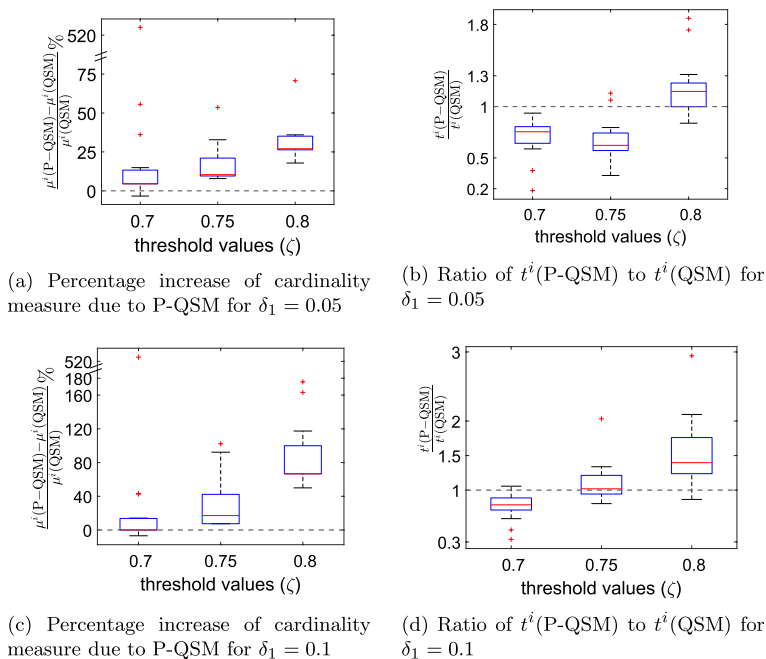 520
75
50
25
0
μ^i(P−QSM)−μ^i(QSM) / μ^i(QSM) %
0.7 0.75 0.8
threshold values (ζ)
(a) Percentage increase of cardinality
measure due to P-QSM for δ₁ = 0.05
1.8
1.3
1
0.5
0.2
t^i(P−QSM) / t^i(QSM)
0.7 0.75 0.8
threshold values (ζ)
(b) Ratio of t^i(P-QSM) to t^i(QSM) for
δ₁ = 0.05
520
180
160
120
80
40
0
μ^i(P−QSM)−μ^i(QSM) / μ^i(QSM) %
0.7 0.75 0.8
threshold values (ζ)
(c) Percentage increase of cardinality
measure due to P-QSM for δ₁ = 0.1
3
2
1.5
1
0.3
t^i(P−QSM) / t^i(QSM)
0.7 0.75 0.8
threshold values (ζ)
(d) Ratio of t^i(P-QSM) to t^i(QSM) for
δ₁ = 0.1